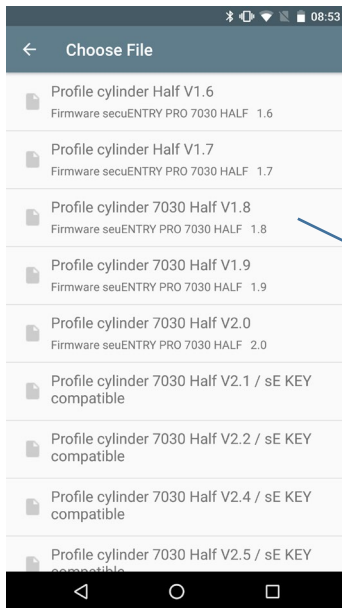 08:53
Choose File
Profile cylinder Half V1.6
Firmware secuENTRY PRO 7030 HALF 1.6
Profile cylinder Half V1.7
Firmware secuENTRY PRO 7030 HALF 1.7
Profile cylinder 7030 Half V1.8
Firmware seuENTRY PRO 7030 HALF 1.8
Profile cylinder 7030 Half V1.9
Firmware seuENTRY PRO 7030 HALF 1.9
Profile cylinder 7030 Half V2.0
Firmware seuENTRY PRO 7030 HALF 2.0
Profile cylinder 7030 Half V2.1 / sE KEY
compatible
Profile cylinder 7030 Half V2.2 / sE KEY
compatible
Profile cylinder 7030 Half V2.4 / sE KEY
compatible
Profile cylinder 7030 Half V2.5 / sE KEY
compatible